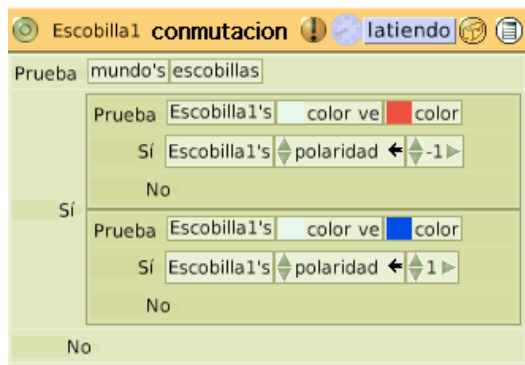 Escobilla1 conmutacion latiendo
Prueba mundo's escobillas
Prueba Escobilla1's color ve color
Sí Escobilla1's polaridad -1
No
Sí
Prueba Escobilla1's color ve color
Sí Escobilla1's polaridad 1
No
No